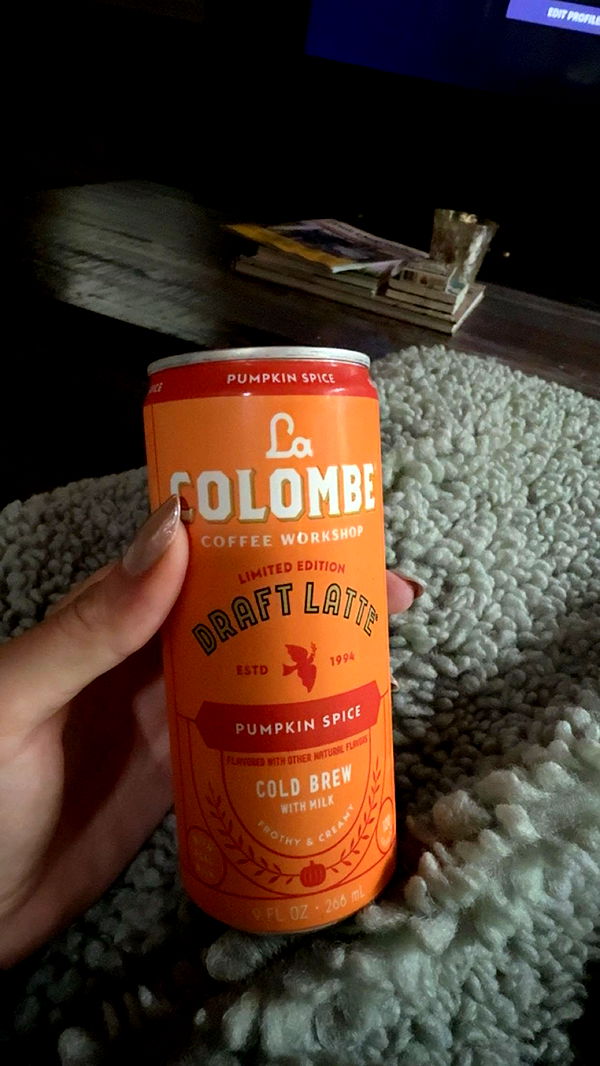 EDIT PROFILE
PUMPKIN SPICE
La
COLOMBE
COFFEE WORKSHOP
LIMITED EDITION
DRAFT LATTE
ESTD 1994
PUMPKIN SPICE
FLAVORED WITH OTHER NATURAL FLAVORS
COLD BREW
WITH MILK
FROTHY & CREAMY
9 FL OZ · 266 mL